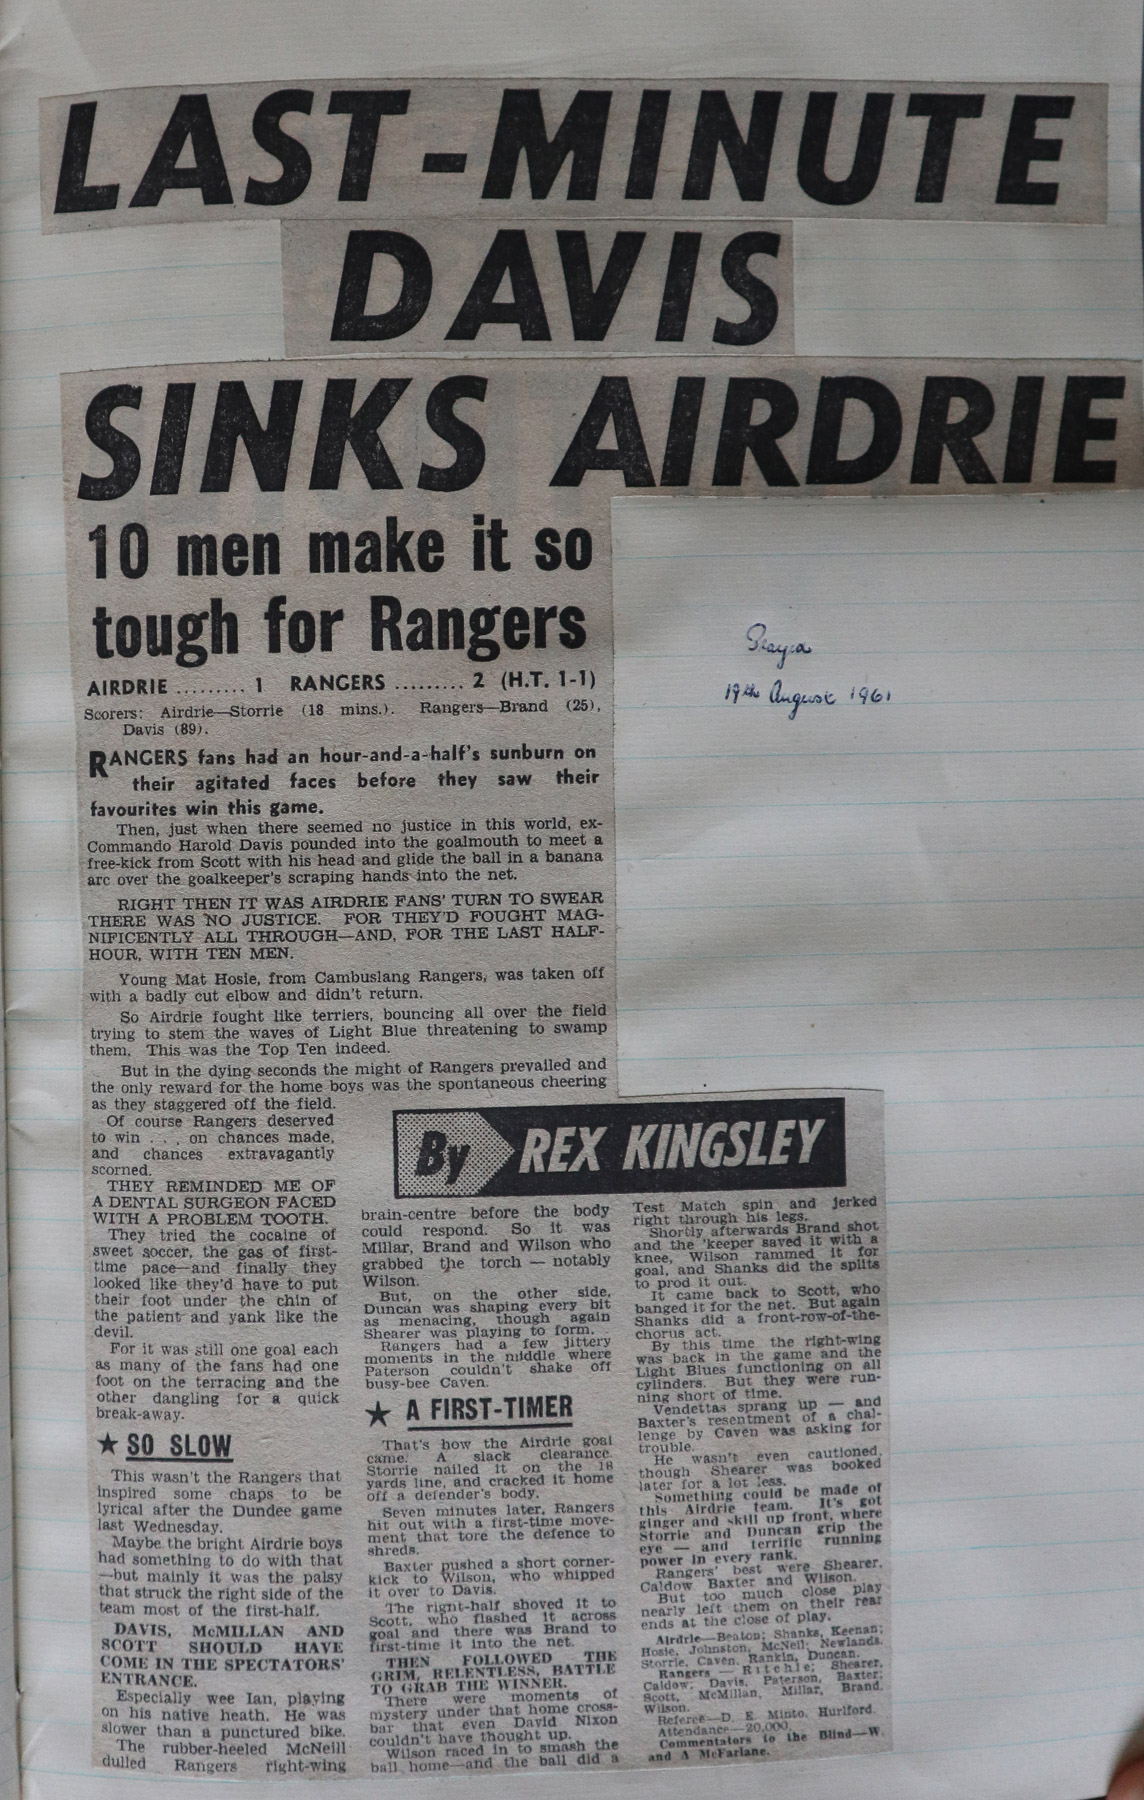 LAST-MINUTE
DAVIS
SINKS AIRDRIE
10 men make it so
tough for Rangers
AIRDRIE ......... 1 RANGERS ......... 2 (H.T. 1-1)
Scorers: Airdrie—Storrie (18 mins.). Rangers—Brand (25),
Davis (89).
Played
19th August 1961
RANGERS fans had an hour-and-a-half's sunburn on
their agitated faces before they saw their
favourites win this game.
Then, just when there seemed no justice in this world, ex-
Commando Harold Davis pounded into the goalmouth to meet a
free-kick from Scott with his head and glide the ball in a banana
arc over the goalkeeper's scraping hands into the net.
RIGHT THEN IT WAS AIRDRIE FANS' TURN TO SWEAR
THERE WAS NO JUSTICE. FOR THEY'D FOUGHT MAG-
NIFICENTLY ALL THROUGH—AND, FOR THE LAST HALF-
HOUR, WITH TEN MEN.
Young Mat Hosie, from Cambuslang Rangers, was taken off
with a badly cut elbow and didn't return.
So Airdrie fought like terriers, bouncing all over the field
trying to stem the waves of Light Blue threatening to swamp
them. This was the Top Ten indeed.
But in the dying seconds the might of Rangers prevailed and
the only reward for the home boys was the spontaneous cheering
as they staggered off the field.
Of course Rangers deserved
to win . . . on chances made,
and chances extravagantly
scorned.
THEY REMINDED ME OF
A DENTAL SURGEON FACED
WITH A PROBLEM TOOTH.
They tried the cocaine of
sweet soccer, the gas of first-
time pace—and finally they
looked like they'd have to put
their foot under the chin of
the patient and yank like the
devil.
For it was still one goal each
as many of the fans had one
foot on the terracing and the
other dangling for a quick
break-away.
★ SO SLOW
This wasn't the Rangers that
inspired some chaps to be
lyrical after the Dundee game
last Wednesday.
Maybe the bright Airdrie boys
had something to do with that
—but mainly it was the palsy
that struck the right side of the
team most of the first-half.
DAVIS, McMILLAN AND
SCOTT SHOULD HAVE
COME IN THE SPECTATORS'
ENTRANCE.
Especially wee Ian, playing
on his native heath. He was
slower than a punctured bike.
The rubber-heeled McNeill
dulled Rangers right-wing
By REX KINGSLEY
brain-centre before the body
could respond. So it was
Millar, Brand and Wilson who
grabbed the torch — notably
Wilson.
But, on the other side,
Duncan was shaping every bit
as menacing, though again
Shearer was playing to form.
Rangers had a few jittery
moments in the middle where
Paterson couldn't shake off
busy-bee Caven.
★ A FIRST-TIMER
That's how the Airdrie goal
came. A slack clearance.
Storrie nailed it on the 18
yards line, and cracked it home
off a defender's body.
Seven minutes later, Rangers
hit out with a first-time move-
ment that tore the defence to
shreds.
Baxter pushed a short corner-
kick to Wilson, who whipped
it over to Davis.
The right-half shoved it to
Scott, who flashed it across
goal and there was Brand to
first-time it into the net.
THEN FOLLOWED THE
GRIM, RELENTLESS, BATTLE
TO GRAB THE WINNER.
There were moments of
mystery under that home cross-
bar that even David Nixon
couldn't have thought up.
Wilson raced in to smash the
ball home—and the ball did a
Test Match spin and jerked
right through his legs.
Shortly afterwards Brand shot
and the 'keeper saved it with a
knee, Wilson rammed it for
goal, and Shanks did the splits
to prod it out.
It came back to Scott, who
banged it for the net. But again
Shanks did a front-row-of-the-
chorus act.
By this time the right-wing
was back in the game and the
Light Blues functioning on all
cylinders. But they were run-
ning short of time.
Vendettas sprang up — and
Baxter's resentment of a chal-
lenge by Caven was asking for
trouble.
He wasn't even cautioned,
though Shearer was booked
later for a lot less.
Something could be made of
this Airdrie team. It's got
ginger and skill up front, where
Storrie and Duncan grip the
eye — and terrific running
power in every rank.
Rangers' best were Shearer,
Caldow, Baxter and Wilson.
But too much close play
nearly left them on their rear
ends at the close of play.
Airdrie—Beaton; Shanks, Keenan;
Hosie, Johnston, McNeil; Newlands,
Storrie, Caven, Rankin, Duncan.
Rangers — Ritchie; Shearer,
Caldow; Davis, Paterson, Baxter;
Scott, McMillan, Millar, Brand,
Wilson.
Referee—D. E. Minto, Hurlford.
Attendance—20,000.
Commentators to the Blind—W.
and A McFarlane.